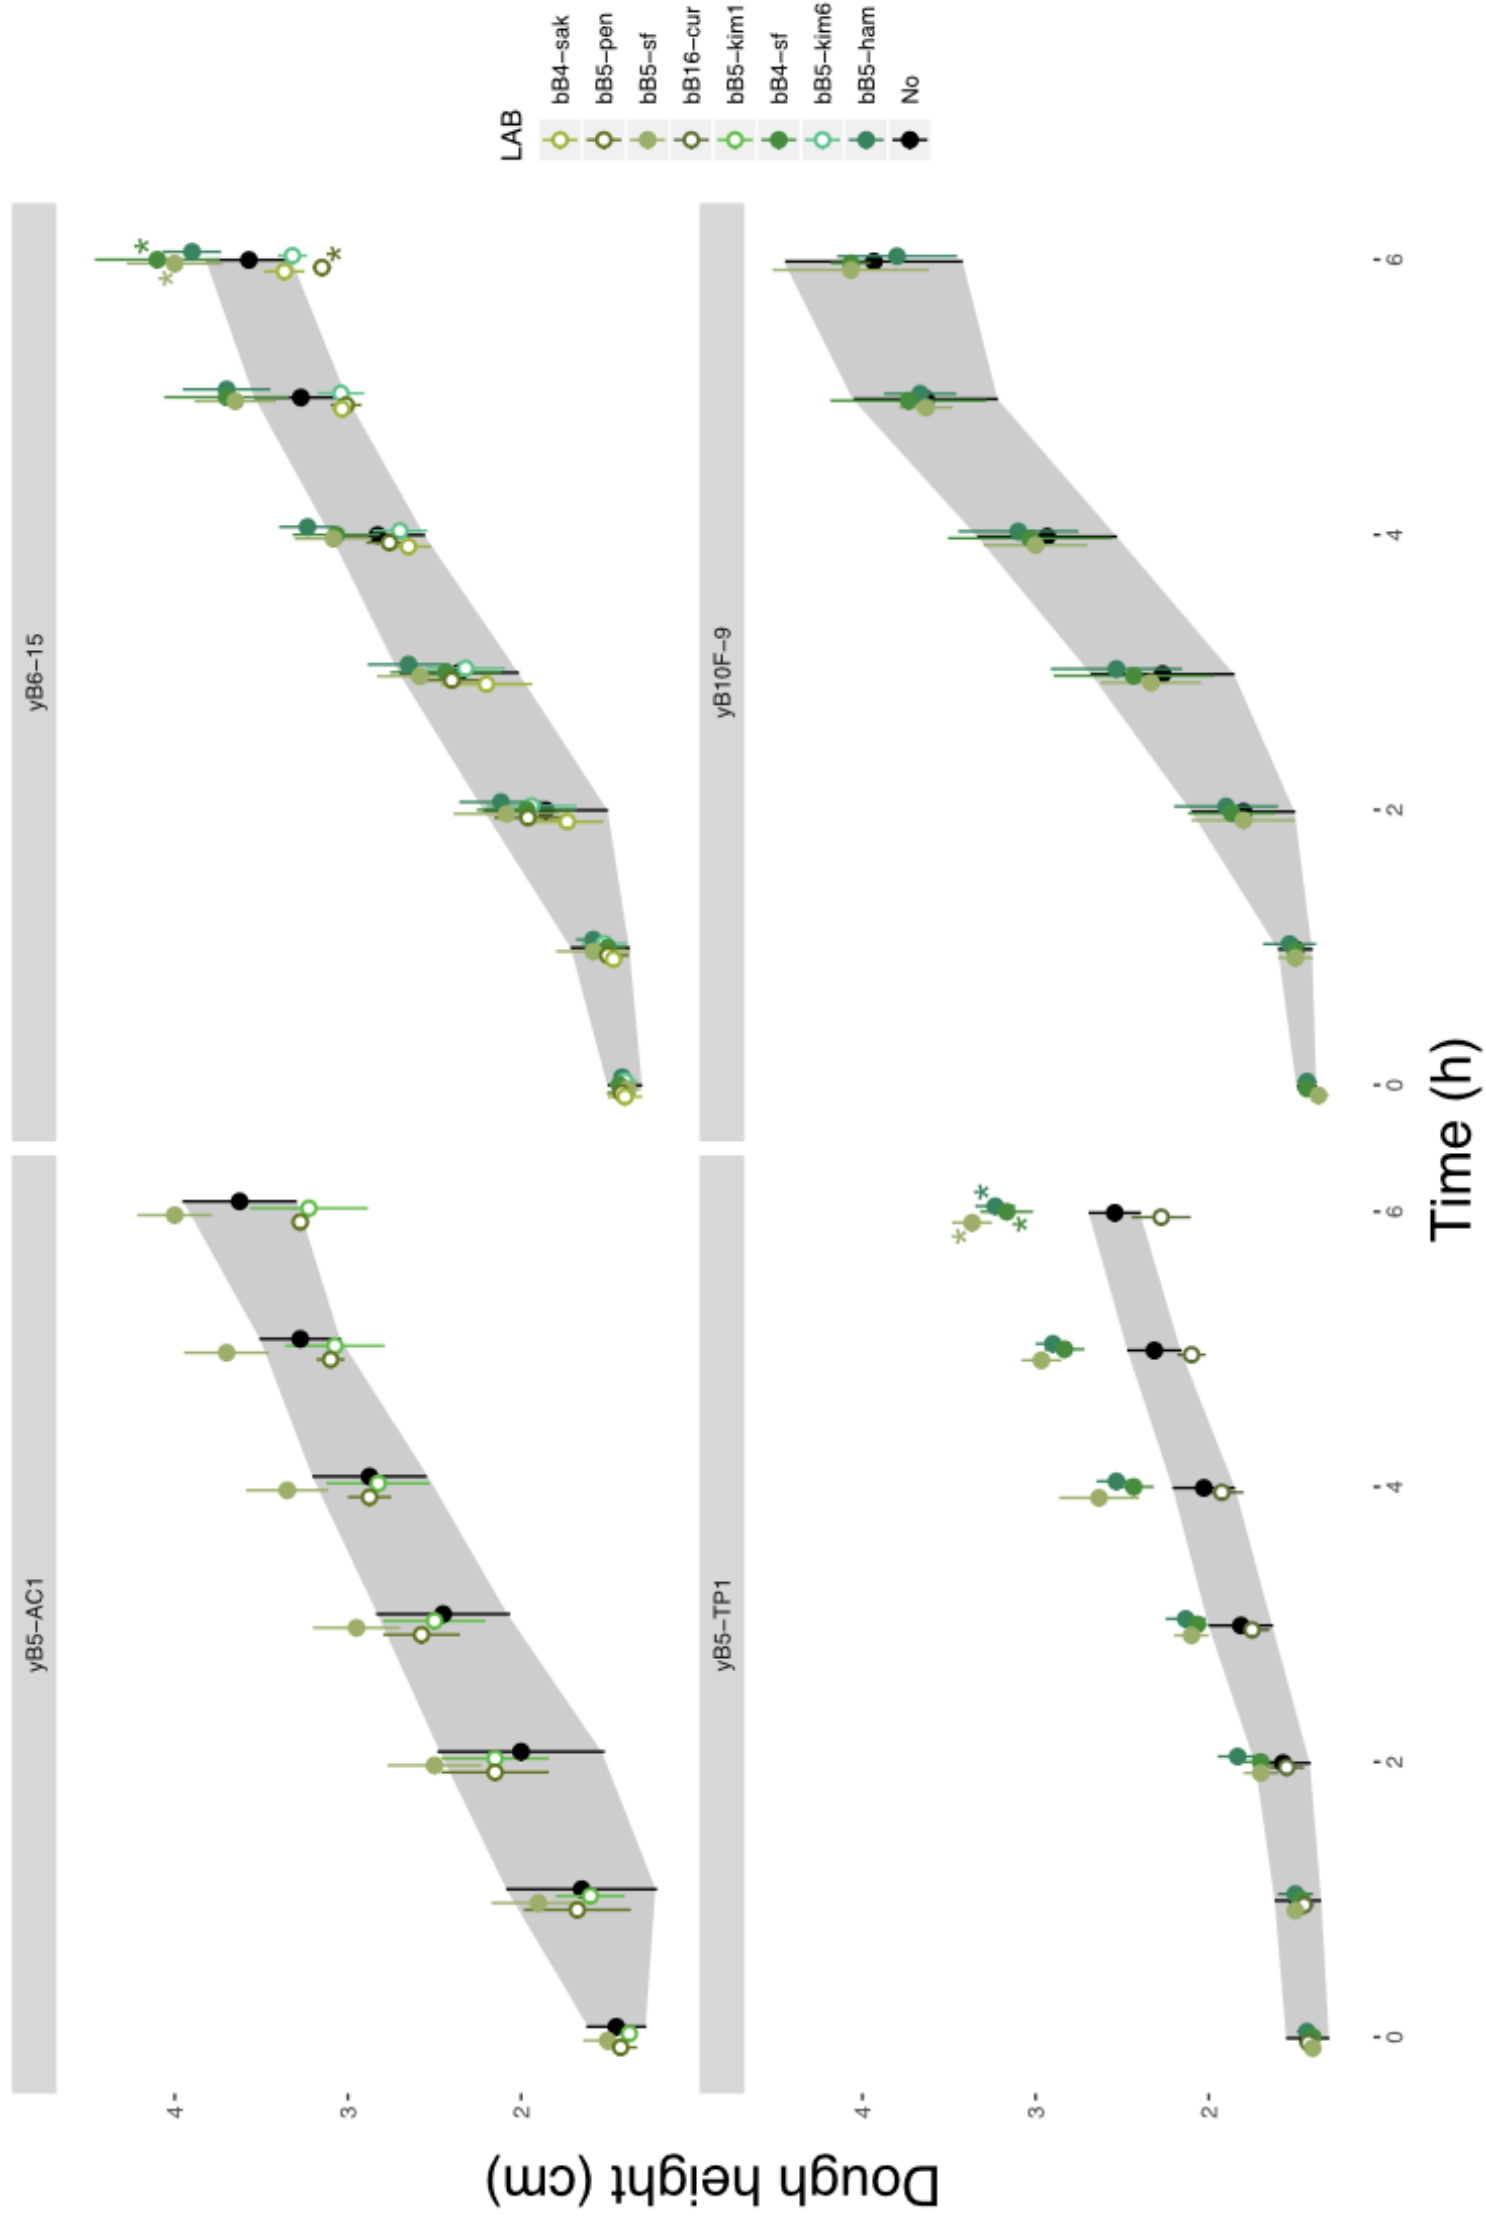 yB5−AC1
yB6−15
4
3
2
yB5−TP1
yB10F−9
4
3
2
0
2
4
6
0
2
4
6
Dough height (cm)
Time (h)
LAB
bB4−sak
bB5−pen
bB5−sf
bB16−cur
bB5−kim1
bB4−sf
bB5−kim6
bB5−ham
No
*
*
*
*
*
*